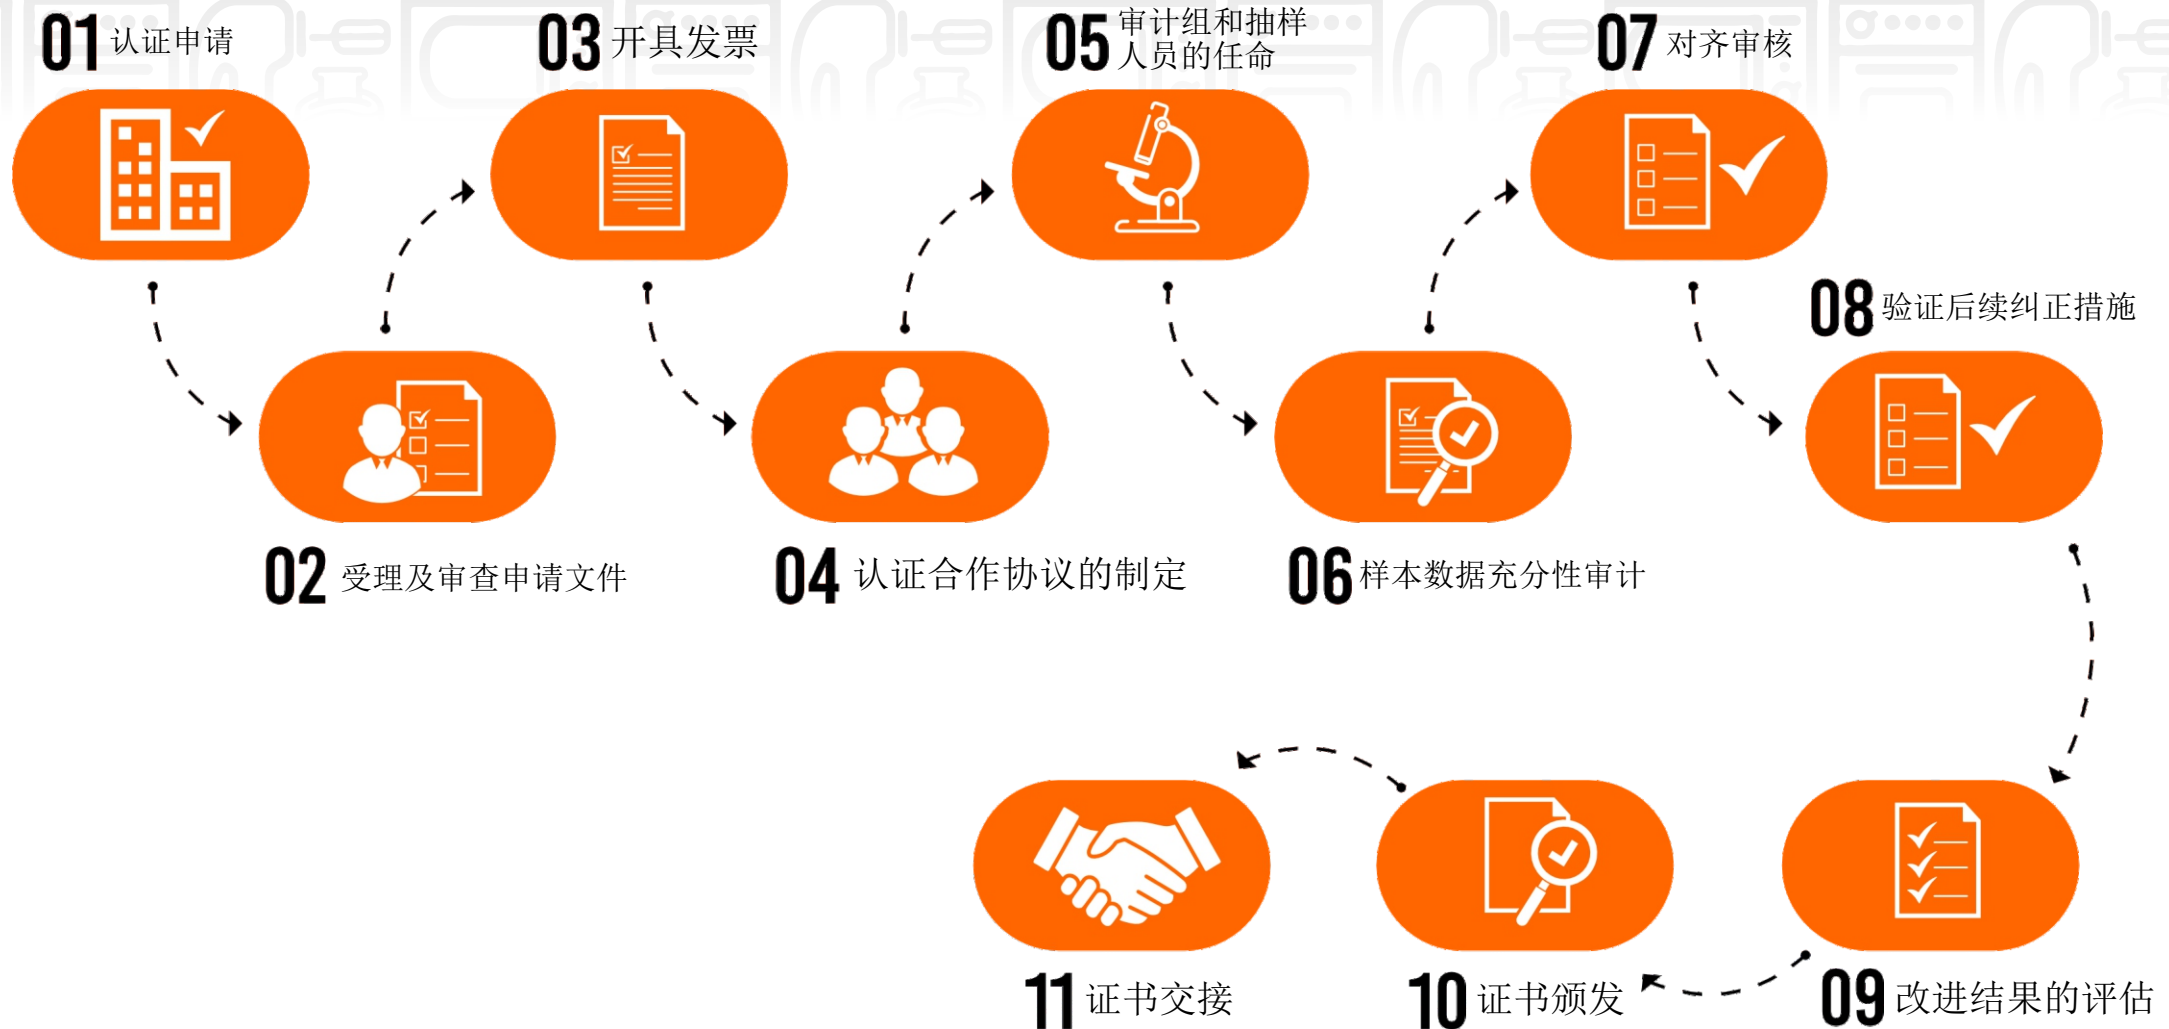 01 认证申请
02 受理及审查申请文件
03 开具发票
04 认证合作协议的制定
05 审计组和抽样
人员的任命
06 样本数据充分性审计
07 对齐审核
08 验证后续纠正措施
09 改进结果的评估
10 证书颁发
11 证书交接